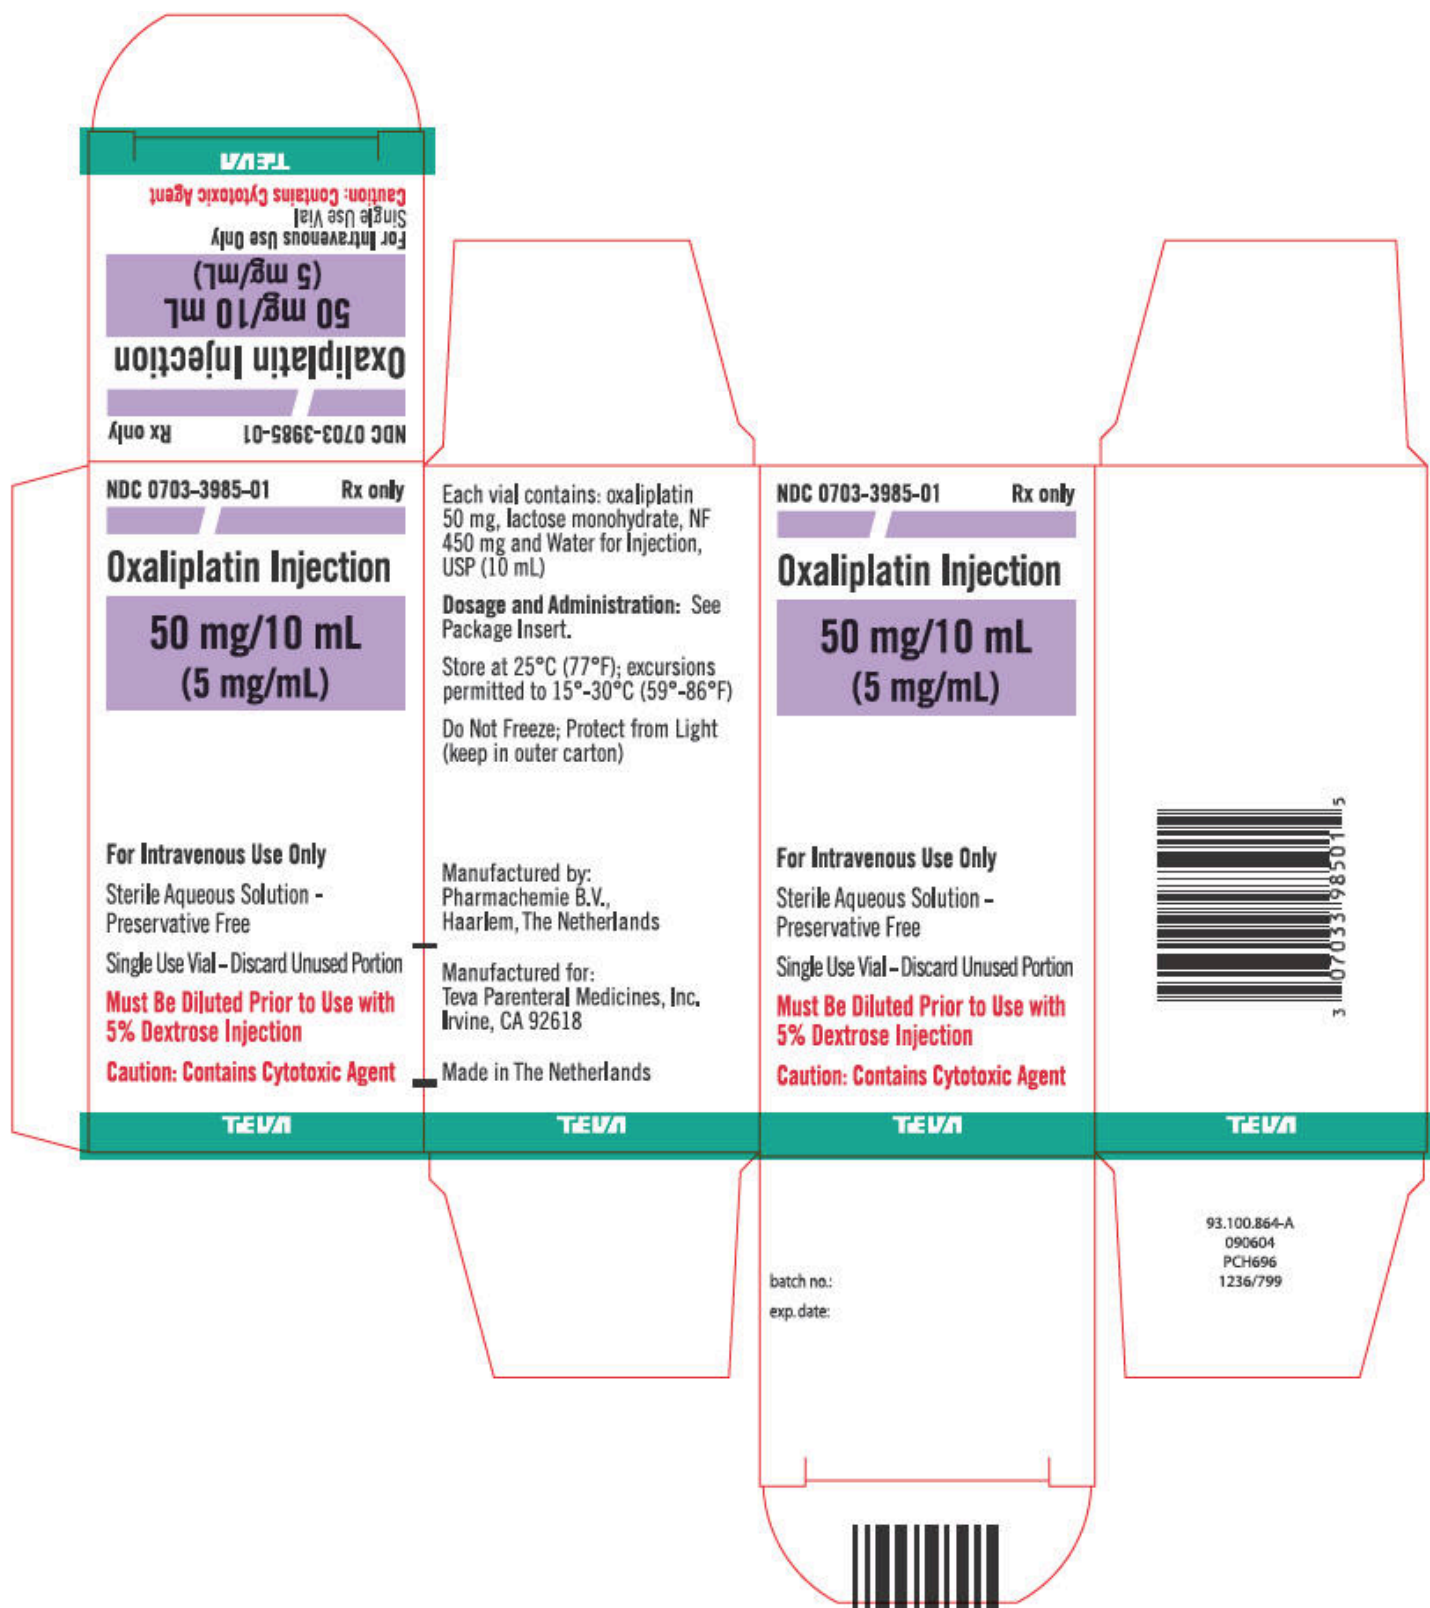 TEVA
Caution: Contains Cytotoxic Agent
Single Use Vial
For Intravenous Use Only
(5 mg/mL)
50 mg/10 mL
Oxaliplatin Injection
NDC 0703-3985-01 Rx only
NDC 0703-3985-01 Rx only
Oxaliplatin Injection
50 mg/10 mL
(5 mg/mL)
For Intravenous Use Only
Sterile Aqueous Solution –
Preservative Free
Single Use Vial – Discard Unused Portion
Must Be Diluted Prior to Use with
5% Dextrose Injection
Caution: Contains Cytotoxic Agent
TEVA
Each vial contains: oxaliplatin
50 mg, lactose monohydrate, NF
450 mg and Water for Injection,
USP (10 mL)
Dosage and Administration: See
Package Insert.
Store at 25°C (77°F); excursions
permitted to 15°-30°C (59°-86°F)
Do Not Freeze; Protect from Light
(keep in outer carton)
Manufactured by:
Pharmachemie B.V.,
Haarlem, The Netherlands
Manufactured for:
Teva Parenteral Medicines, Inc.
Irvine, CA 92618
Made in The Netherlands
TEVA
NDC 0703-3985-01 Rx only
Oxaliplatin Injection
50 mg/10 mL
(5 mg/mL)
For Intravenous Use Only
Sterile Aqueous Solution –
Preservative Free
Single Use Vial – Discard Unused Portion
Must Be Diluted Prior to Use with
5% Dextrose Injection
Caution: Contains Cytotoxic Agent
TEVA
batch no.:
exp. date:
3 07033 98501 5
TEVA
93.100.864-A
090604
PCH696
1236/799